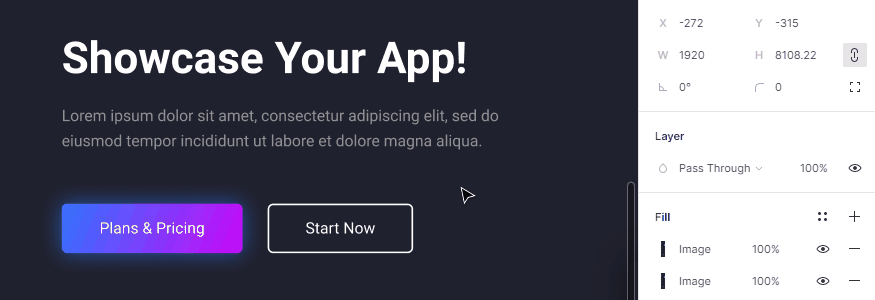 Showcase Your App!
Lorem ipsum dolor sit amet, consectetur adipiscing elit, sed do
eiusmod tempor incididunt ut labore et dolore magna aliqua.
Plans & Pricing
Start Now
X -272 Y -315
W 1920 H 8108.22
0° 0
Layer
Pass Through 100%
Fill
Image 100%
Image 100%